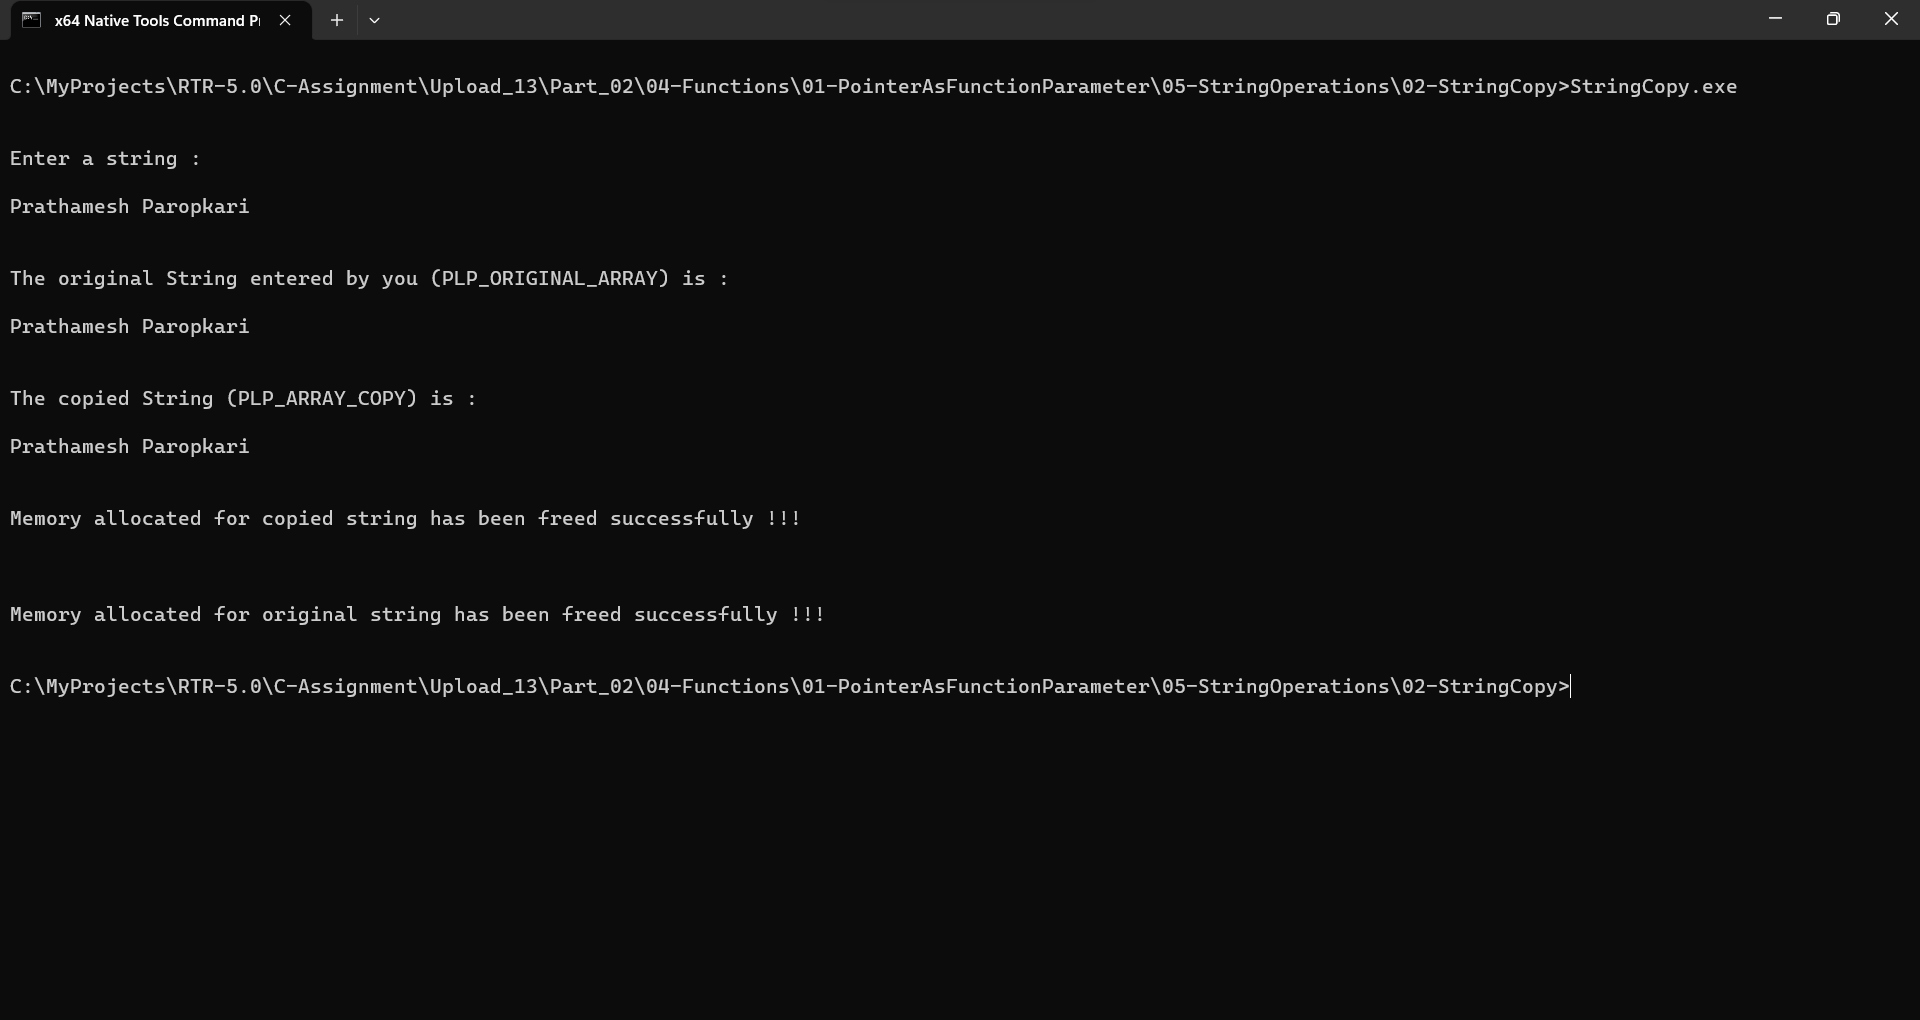 x64 Native Tools Command P
C:\MyProjects\RTR-5.0\C-Assignment\Upload_13\Part_02\04-Functions\01-PointerAsFunctionParameter\05-StringOperations\02-StringCopy>StringCopy.exe
Enter a string :
Prathamesh Paropkari
The original String entered by you (PLP_ORIGINAL_ARRAY) is :
Prathamesh Paropkari
The copied String (PLP_ARRAY_COPY) is :
Prathamesh Paropkari
Memory allocated for copied string has been freed successfully !!!
Memory allocated for original string has been freed successfully !!!
C:\MyProjects\RTR-5.0\C-Assignment\Upload_13\Part_02\04-Functions\01-PointerAsFunctionParameter\05-StringOperations\02-StringCopy>